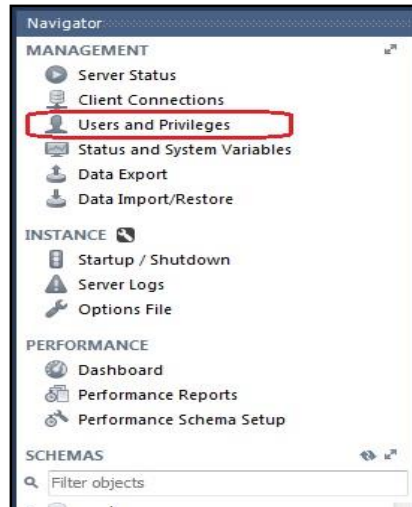 Navigator
MANAGEMENT
Server Status
Client Connections
Users and Privileges
Status and System Variables
Data Export
Data Import/Restore
INSTANCE
Startup / Shutdown
Server Logs
Options File
PERFORMANCE
Dashboard
Performance Reports
Performance Schema Setup
SCHEMAS
Filter objects